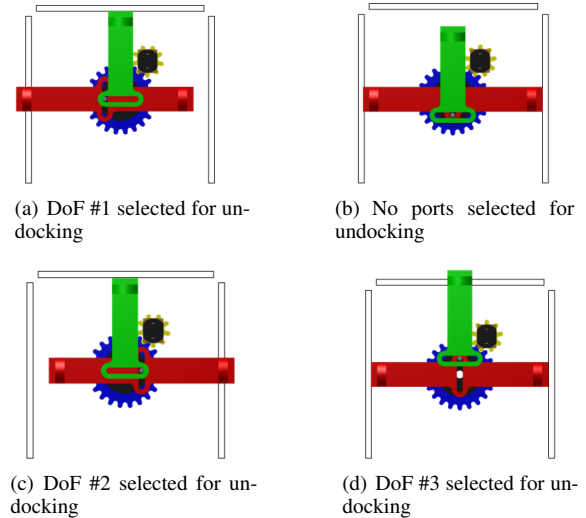 (a) DoF #1 selected for un-
docking
(b) No ports selected for
undocking
(c) DoF #2 selected for un-
docking
(d) DoF #3 selected for un-
docking